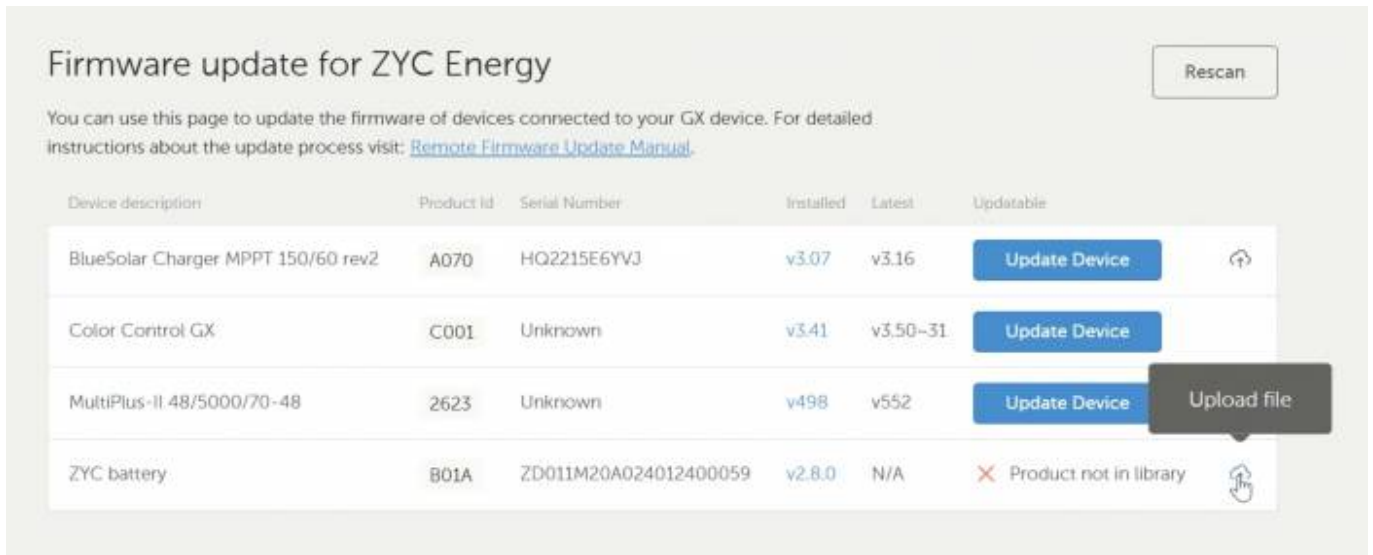 Firmware update for ZYC Energy
Rescan
You can use this page to update the firmware of devices connected to your GX device. For detailed
instructions about the update process visit: Remote Firmware Update Manual.
Device description Product Id Serial Number Installed Latest Updatable
BlueSolar Charger MPPT 150/60 rev2 A070 HQ2215E6YVJ v3.07 v3.16 Update Device
Color Control GX C001 Unknown v3.41 v3.50~31 Update Device
MultiPlus-II 48/5000/70-48 2623 Unknown v498 v552 Update Device
Upload file
ZYC battery B01A ZD011M20A024012400059 v2.8.0 N/A Product not in library